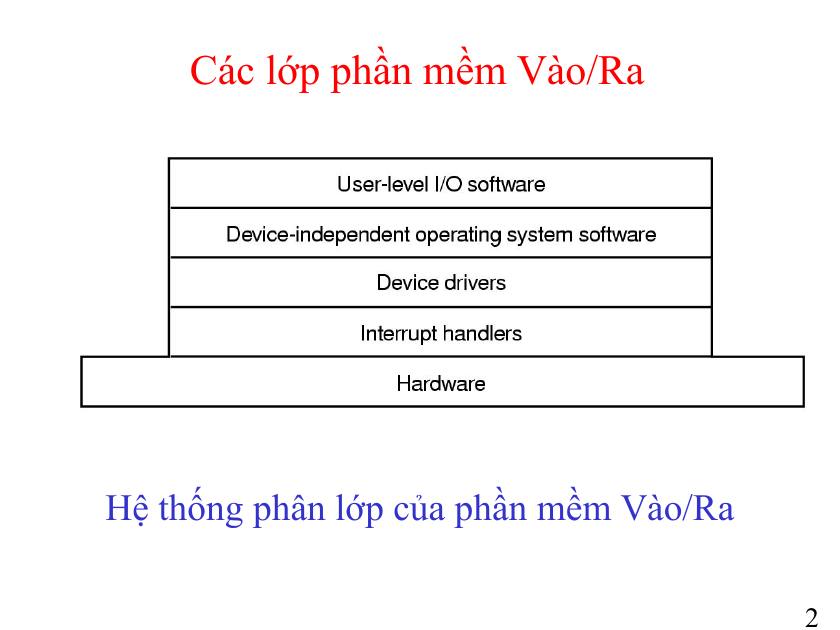 Các lớp phần mềm Vào/Ra
User-level I/O software
Device-independent operating system software
Device drivers
Interrupt handlers
Hardware
Hệ thống phân lớp của phần mềm Vào/Ra
2